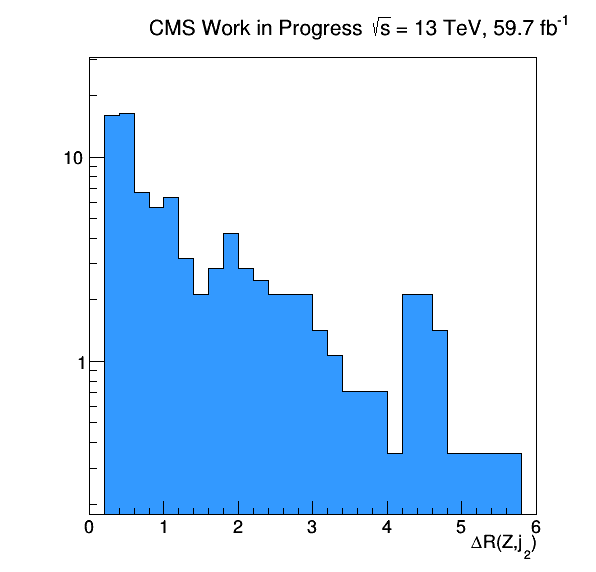 CMS Work in Progress √s = 13 TeV, 59.7 fb⁻¹
10
1
0 1 2 3 4 5 6
ΔR(Z,j₂)